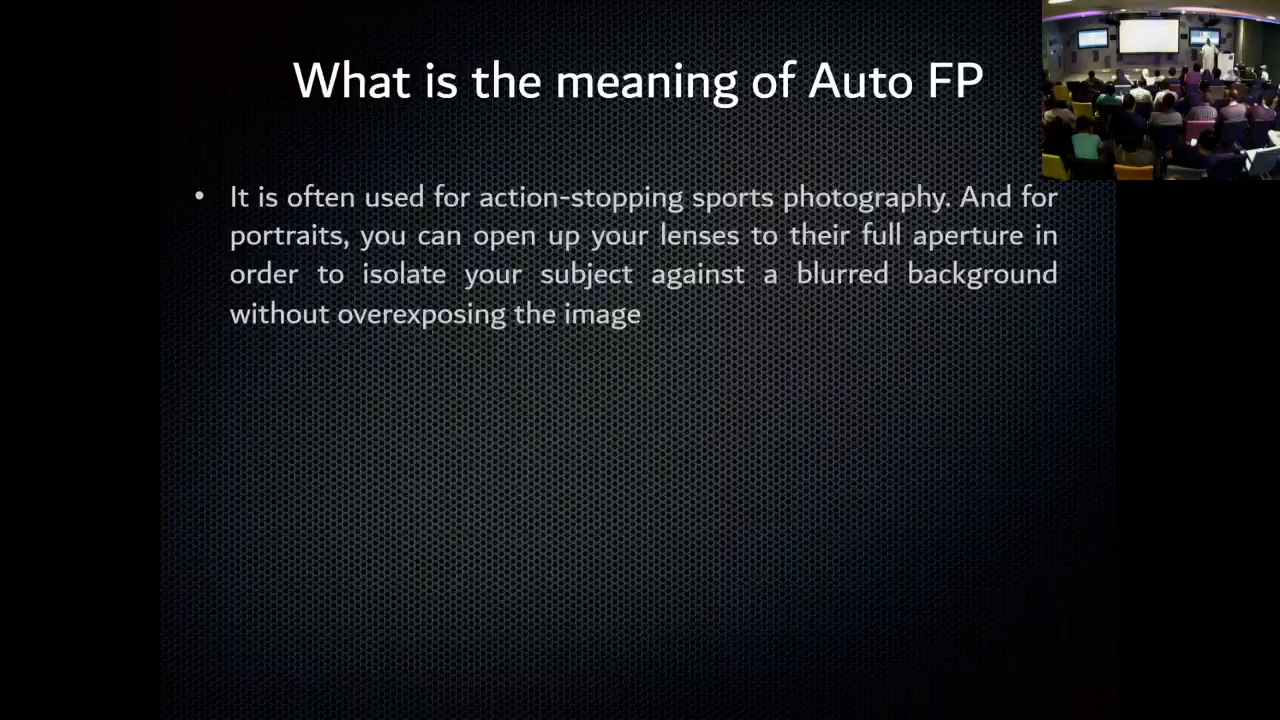 What is the meaning of Auto FP
• It is often used for action-stopping sports photography. And for
portraits, you can open up your lenses to their full aperture in
order to isolate your subject against a blurred background
without overexposing the image